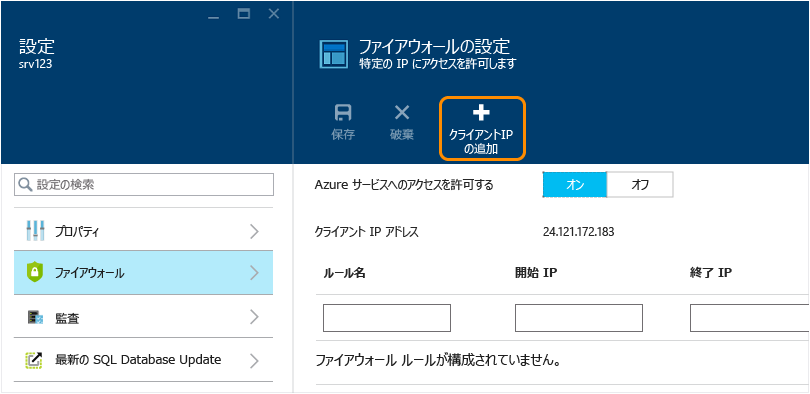 設定
srv123
ファイアウォールの設定
特定の IP にアクセスを許可します
保存
破棄
クライアントIP
の追加
設定の検索
プロパティ
ファイアウォール
監査
最新の SQL Database Update
Azure サービスへのアクセスを許可する
オン
オフ
クライアント IP アドレス
24.121.172.183
ルール名
開始 IP
終了 IP
ファイアウォール ルールが構成されていません。